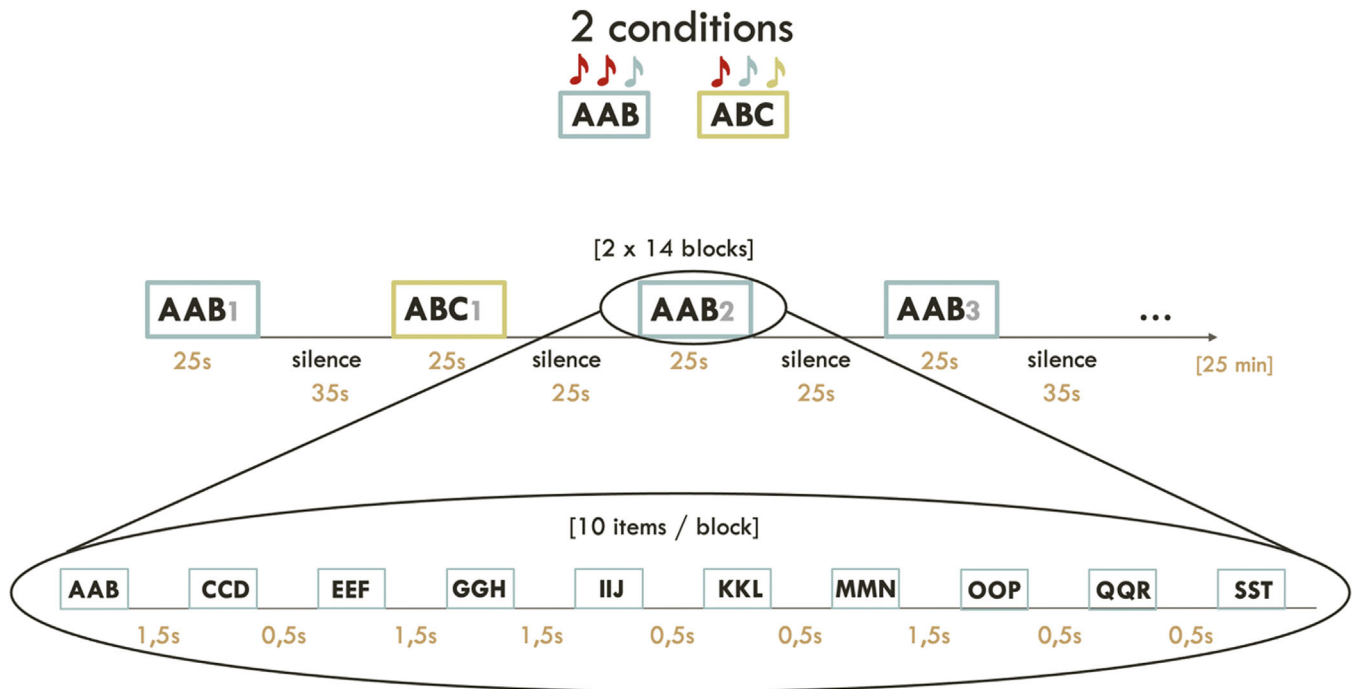 2 conditions
AAB ABC
[2 x 14 blocks]
AAB1 ABC1 AAB2 AAB3 ...
25s silence 25s silence 25s silence 25s silence [25 min]
35s 25s 25s 35s
[10 items / block]
AAB CCD EEF GGH IIJ KKL MMN OOP QQR SST
1,5s 0,5s 1,5s 1,5s 0,5s 0,5s 1,5s 0,5s 0,5s